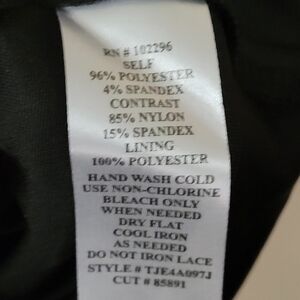 RN # 102296
SELF
96% POLYESTER
4% SPANDEX
CONTRAST
85% NYLON
15% SPANDEX
LINING
100% POLYESTER
HAND WASH COLD
USE NON-CHLORINE
BLEACH ONLY
WHEN NEEDED
DRY FLAT
COOL IRON
AS NEEDED
DO NOT IRON LACE
STYLE # TJE4A097J
CUT # 85891